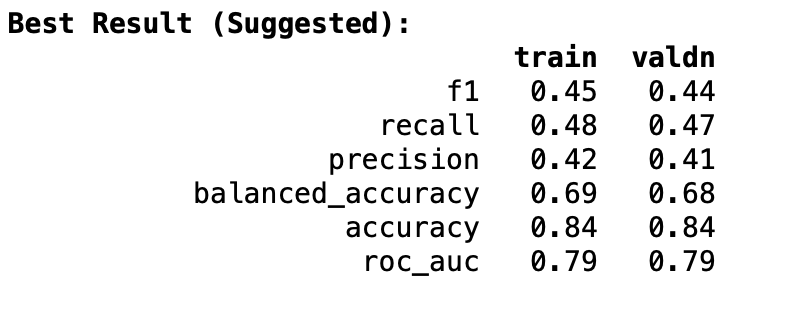 Best Result (Suggested):
train valdn
f1 0.45 0.44
recall 0.48 0.47
precision 0.42 0.41
balanced_accuracy 0.69 0.68
accuracy 0.84 0.84
roc_auc 0.79 0.79